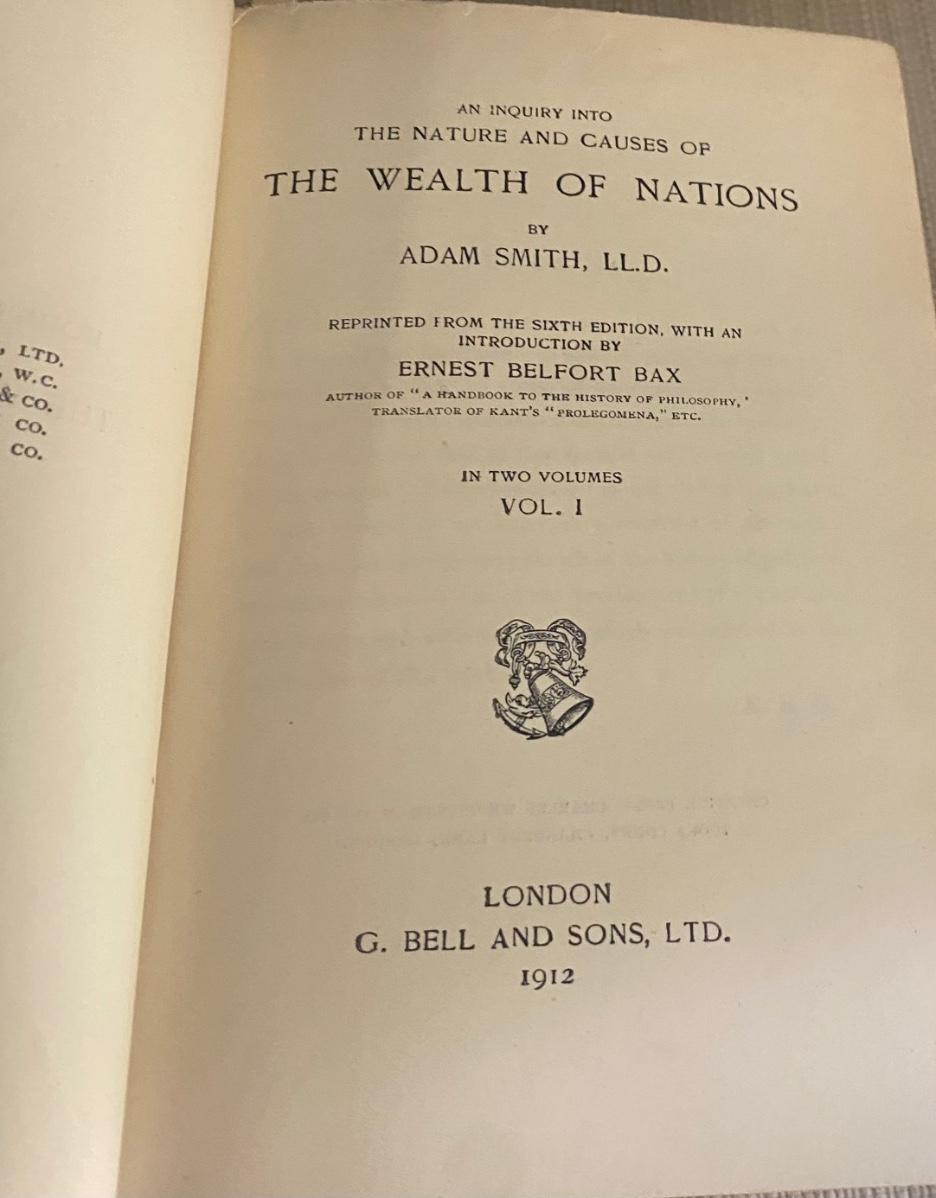 , LTD.
, W.C.
& CO.
CO.
CO.
AN INQUIRY INTO
THE NATURE AND CAUSES OF
THE WEALTH OF NATIONS
BY
ADAM SMITH, LL.D.
REPRINTED FROM THE SIXTH EDITION, WITH AN
INTRODUCTION BY
ERNEST BELFORT BAX
AUTHOR OF "A HANDBOOK TO THE HISTORY OF PHILOSOPHY,'
TRANSLATOR OF KANT'S "PROLEGOMENA," ETC.
IN TWO VOLUMES
VOL. I
LONDON
G. BELL AND SONS, LTD.
1912